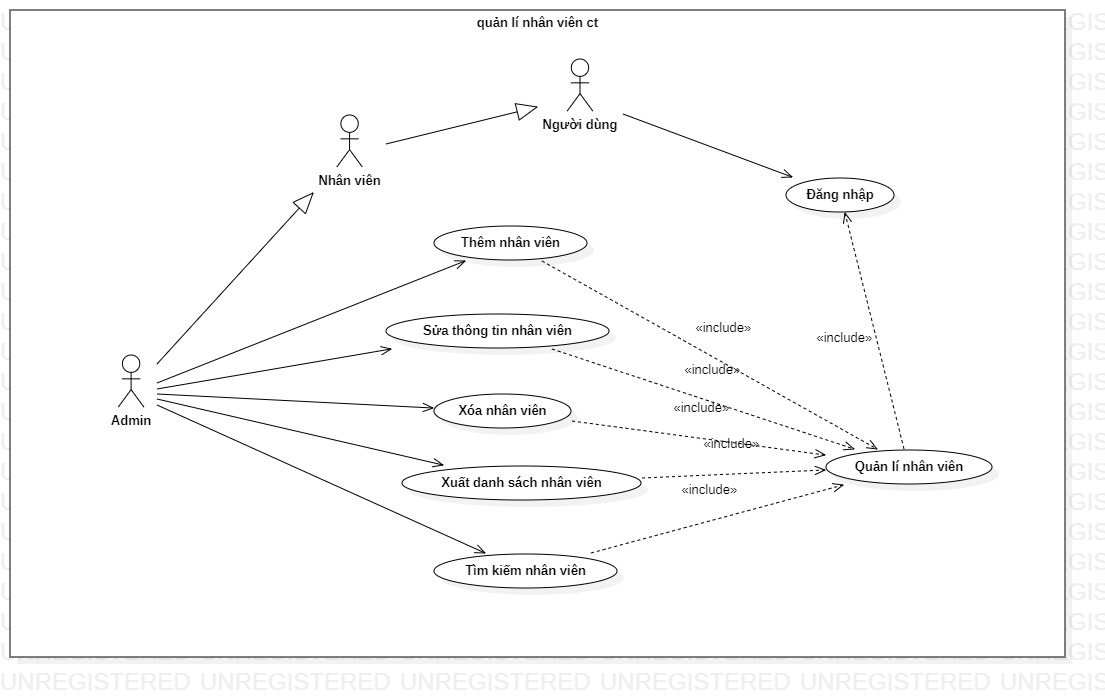 quản lí nhân viên ct
Người dùng
Nhân viên
Đăng nhập
Thêm nhân viên
«include»
«include»
Sửa thông tin nhân viên
«include»
Admin
Xóa nhân viên
«include»
«include»
Quản lí nhân viên
Xuất danh sách nhân viên
«include»
Tìm kiếm nhân viên
UNREGISTERED UNREGISTERED UNREGISTERED UNREGISTERED UNREGISTERED